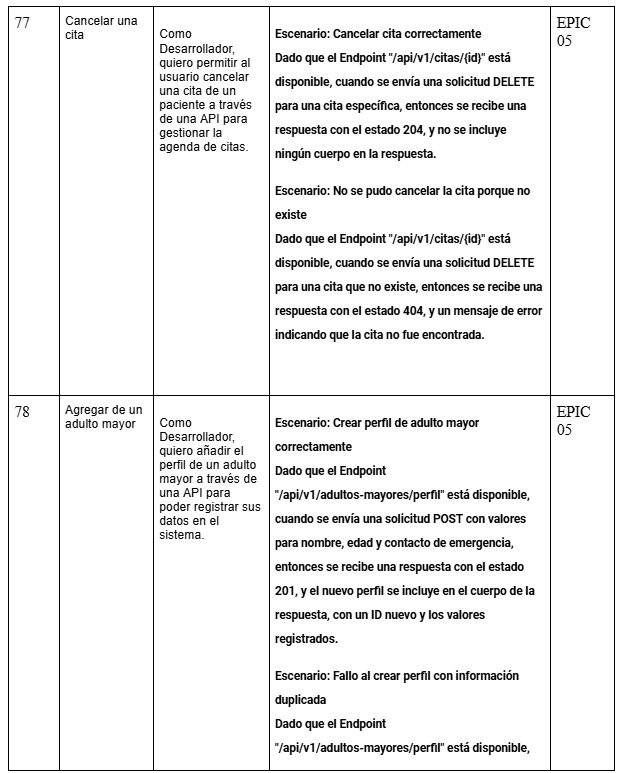 77
Cancelar una
cita
Como
Desarrollador,
quiero permitir al
usuario cancelar
una cita de un
paciente a través
de una API para
gestionar la
agenda de citas.
Escenario: Cancelar cita correctamente
Dado que el Endpoint "/api/v1/citas/{id}" está
disponible, cuando se envía una solicitud DELETE
para una cita específica, entonces se recibe una
respuesta con el estado 204, y no se incluye
ningún cuerpo en la respuesta.
Escenario: No se pudo cancelar la cita porque no
existe
Dado que el Endpoint "/api/v1/citas/{id}" está
disponible, cuando se envía una solicitud DELETE
para una cita que no existe, entonces se recibe una
respuesta con el estado 404, y un mensaje de error
indicando que la cita no fue encontrada.
EPIC
05
78
Agregar de un
adulto mayor
Como
Desarrollador,
quiero añadir el
perfil de un adulto
mayor a través de
una API para
poder registrar sus
datos en el
sistema.
Escenario: Crear perfil de adulto mayor
correctamente
Dado que el Endpoint
"/api/v1/adultos-mayores/perfil" está disponible,
cuando se envía una solicitud POST con valores
para nombre, edad y contacto de emergencia,
entonces se recibe una respuesta con el estado
201, y el nuevo perfil se incluye en el cuerpo de la
respuesta, con un ID nuevo y los valores
registrados.
Escenario: Fallo al crear perfil con información
duplicada
Dado que el Endpoint
"/api/v1/adultos-mayores/perfil" está disponible,
EPIC
05